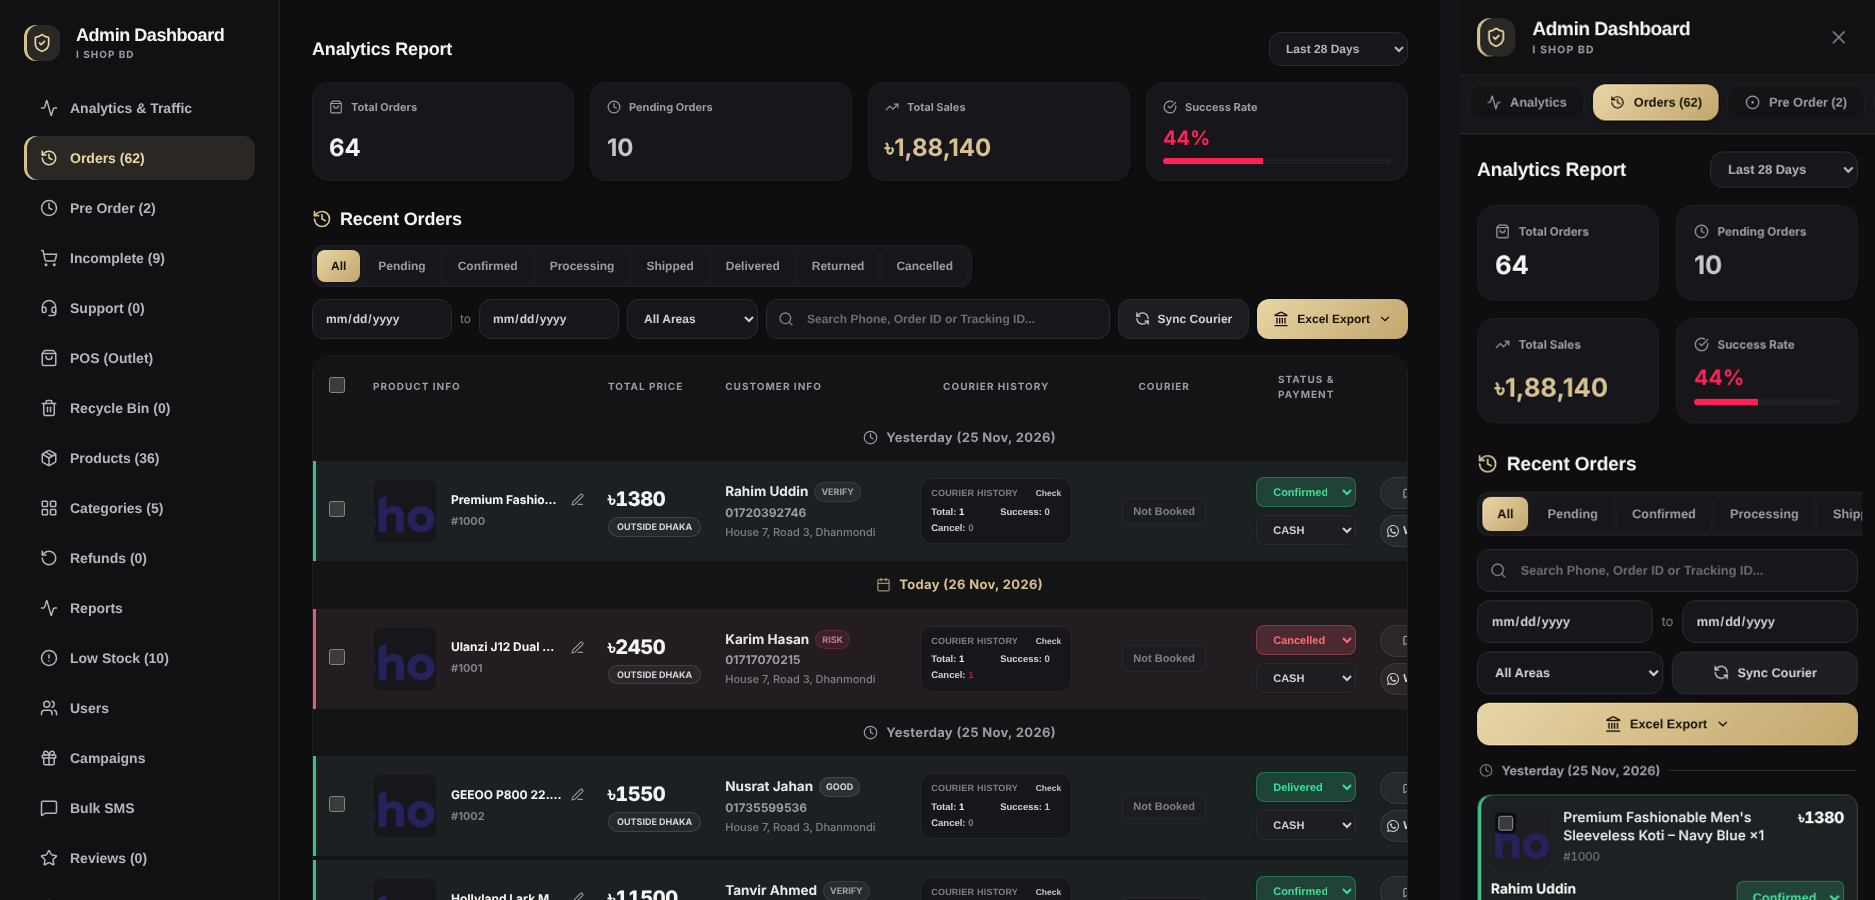 Admin Dashboard
I SHOP BD
Analytics & Traffic
Orders (62)
Pre Order (2)
Incomplete (9)
Support (0)
POS (Outlet)
Recycle Bin (0)
Products (36)
Categories (5)
Refunds (0)
Reports
Low Stock (10)
Users
Campaigns
Bulk SMS
Reviews (0)
Analytics Report
Last 28 Days
Total Orders
64
Pending Orders
10
Total Sales
৳1,88,140
Success Rate
44%
Recent Orders
All Pending Confirmed Processing Shipped Delivered Returned Cancelled
mm/dd/yyyy to mm/dd/yyyy All Areas Search Phone, Order ID or Tracking ID... Sync Courier Excel Export
PRODUCT INFO TOTAL PRICE CUSTOMER INFO COURIER HISTORY COURIER STATUS &
PAYMENT
Yesterday (25 Nov, 2026)
ho
Premium Fashio...
#1000
৳1380
OUTSIDE DHAKA
Rahim Uddin VERIFY
01720392746
House 7, Road 3, Dhanmondi
COURIER HISTORY Check
Total: 1 Success: 0
Cancel: 0
Not Booked
Confirmed
CASH
Today (26 Nov, 2026)
ho
Ulanzi J12 Dual ...
#1001
৳2450
OUTSIDE DHAKA
Karim Hasan RISK
01717070215
House 7, Road 3, Dhanmondi
COURIER HISTORY Check
Total: 1 Success: 0
Cancel: 1
Not Booked
Cancelled
CASH
Yesterday (25 Nov, 2026)
ho
GEEOO P800 22....
#1002
৳1550
OUTSIDE DHAKA
Nusrat Jahan GOOD
01735599536
House 7, Road 3, Dhanmondi
COURIER HISTORY Check
Total: 1 Success: 1
Cancel: 0
Not Booked
Delivered
CASH
Hollyland Lark M...
৳11500
Tanvir Ahmed VERIFY
COURIER HISTORY Check
Confirmed
Admin Dashboard
I SHOP BD
Analytics Orders (62) Pre Order (2)
Analytics Report
Last 28 Days
Total Orders
64
Pending Orders
10
Total Sales
৳1,88,140
Success Rate
44%
Recent Orders
All Pending Confirmed Processing
Search Phone, Order ID or Tracking ID...
mm/dd/yyyy to mm/dd/yyyy
All Areas Sync Courier
Excel Export
Yesterday (25 Nov, 2026)
ho
Premium Fashionable Men's
Sleeveless Koti – Navy Blue ×1
#1000
৳1380
Rahim Uddin
Confirmed